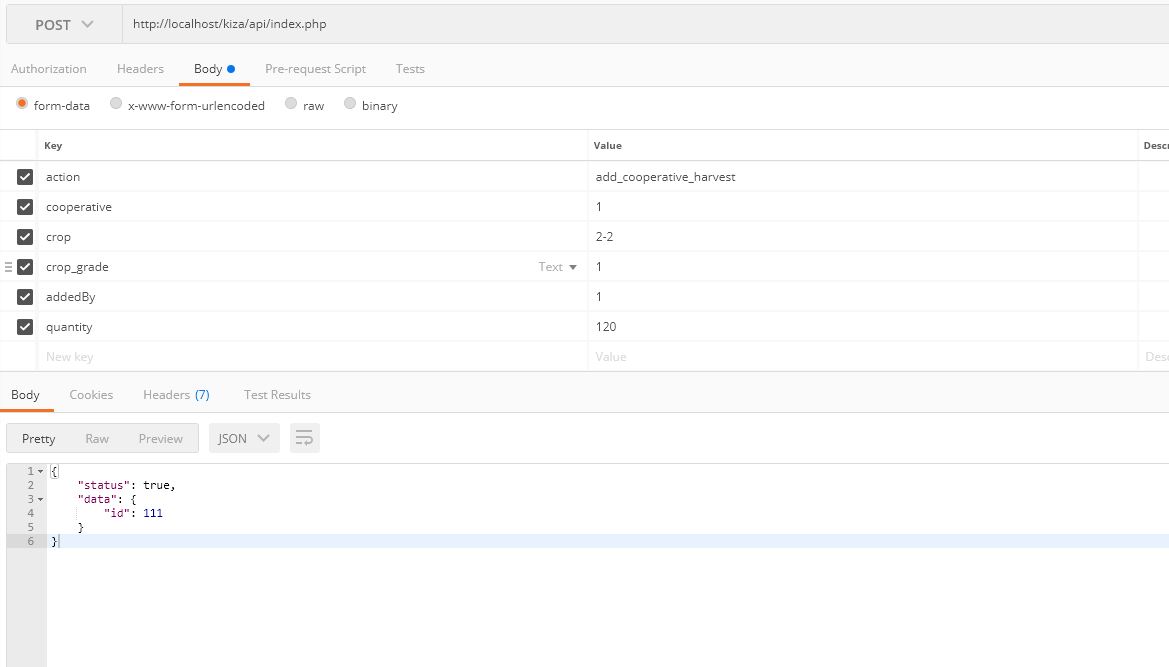 POST http://localhost/kiza/api/index.php
Authorization Headers Body Pre-request Script Tests
form-data x-www-form-urlencoded raw binary
Key Value Descr
action add_cooperative_harvest
cooperative 1
crop 2-2
crop_grade Text 1
addedBy 1
quantity 120
New key Value Desc
Body Cookies Headers (7) Test Results
Pretty Raw Preview JSON
1 {
2 "status": true,
3 "data": {
4 "id": 111
5 }
6 }